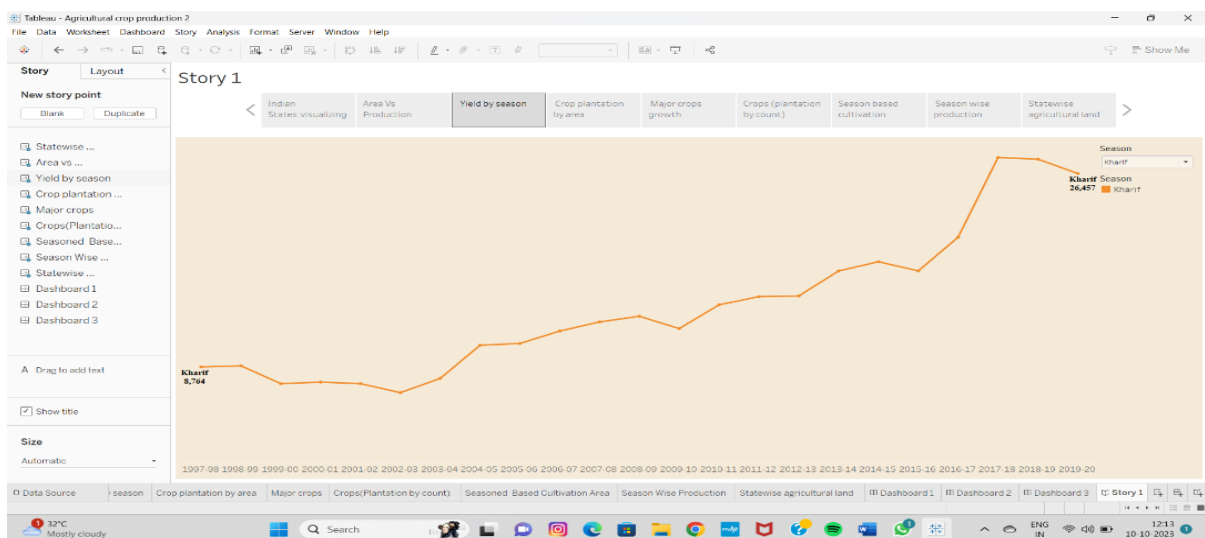 Tableau - Agricultural crop production 2
File Data Worksheet Dashboard Story Analysis Format Server Window Help
Show Me
Story Layout
New story point
Blank Duplicate
Statewise ...
Area vs ...
Yield by season
Crop plantation ...
Major crops
Crops(Plantatio...
Seasoned Base...
Season Wise ...
Statewise ...
Dashboard 1
Dashboard 2
Dashboard 3
A Drag to add text
Show title
Size
Automatic
Story 1
Indian
States visualizing
Area Vs
Production
Yield by season
Crop plantation
by area
Major crops
growth
Crops (plantation
by count)
Season based
cultivation
Season wise
production
Statewise
agricultural land
Season
Kharif
Season
Kharif
Kharif
26,457
Kharif
8,764
1997-98 1998-99 1999-00 2000-01 2001-02 2002-03 2003-04 2004-05 2005-06 2006-07 2007-08 2008-09 2009-10 2010-11 2011-12 2012-13 2013-14 2014-15 2015-16 2016-17 2017-18 2018-19 2019-20
Data Source season Crop plantation by area Major crops Crops(Plantation by count) Seasoned Based Cultivation Area Season Wise Production Statewise agricultural land Dashboard 1 Dashboard 2 Dashboard 3 Story 1
1
32°C
Mostly cloudy
Search
ENG
IN
12:13
10-10-2023
1